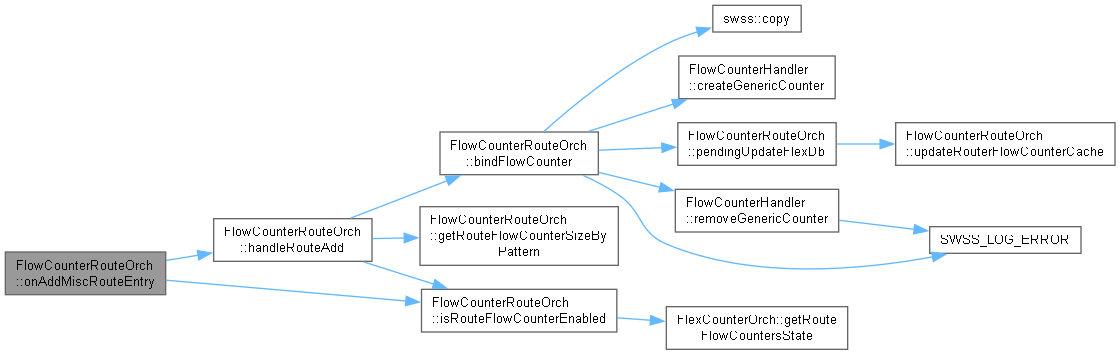 swss::copy
FlowCounterHandler
::createGenericCounter
FlowCounterRouteOrch
::bindFlowCounter
FlowCounterRouteOrch
::pendingUpdateFlexDb
FlowCounterRouteOrch
::updateRouterFlowCounterCache
FlowCounterHandler
::removeGenericCounter
FlowCounterRouteOrch
::handleRouteAdd
FlowCounterRouteOrch
::getRouteFlowCounterSizeBy
Pattern
SWSS_LOG_ERROR
FlowCounterRouteOrch
::onAddMiscRouteEntry
FlowCounterRouteOrch
::isRouteFlowCounterEnabled
FlexCounterOrch::getRoute
FlowCountersState